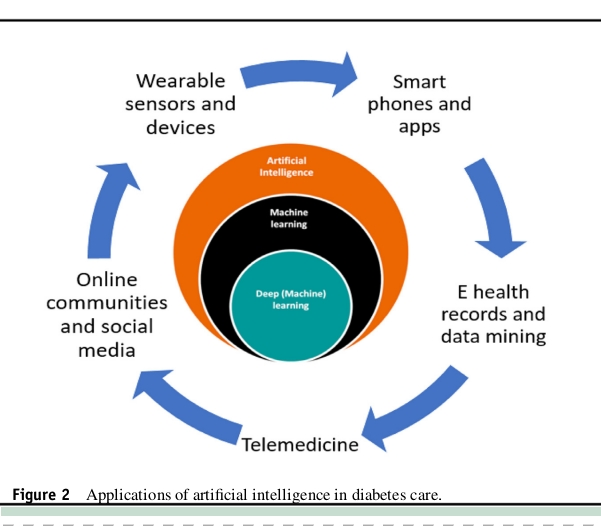 Wearable
sensors and
devices
Smart
phones and
apps
Artificial
Intelligence
Machine
learning
Deep (Machine)
learning
E health
records and
data mining
Online
communities
and social
media
Telemedicine
Figure 2 Applications of artificial intelligence in diabetes care.